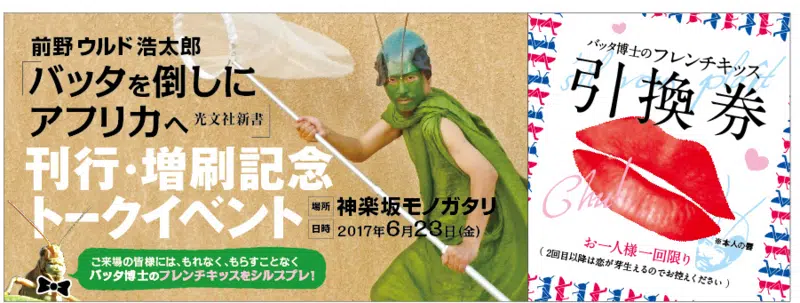 前野 ウルド 浩太郎
「バッタを倒しに
アフリカへ」光文社新書
刊行・増刷記念
トークイベント
場所 神楽坂モノガタリ
日時 2017年6月23日(金)
ご来場の皆様には、もれなく、もらすことなく
バッタ博士のフレンチキッスをシルブプレ!
バッタ博士のフレンチキッス
引換券
s'il vous plaît
Chu!
※本人の唇
お一人様一回限り
(2回目以降は恋が芽生えるのでお控えください)